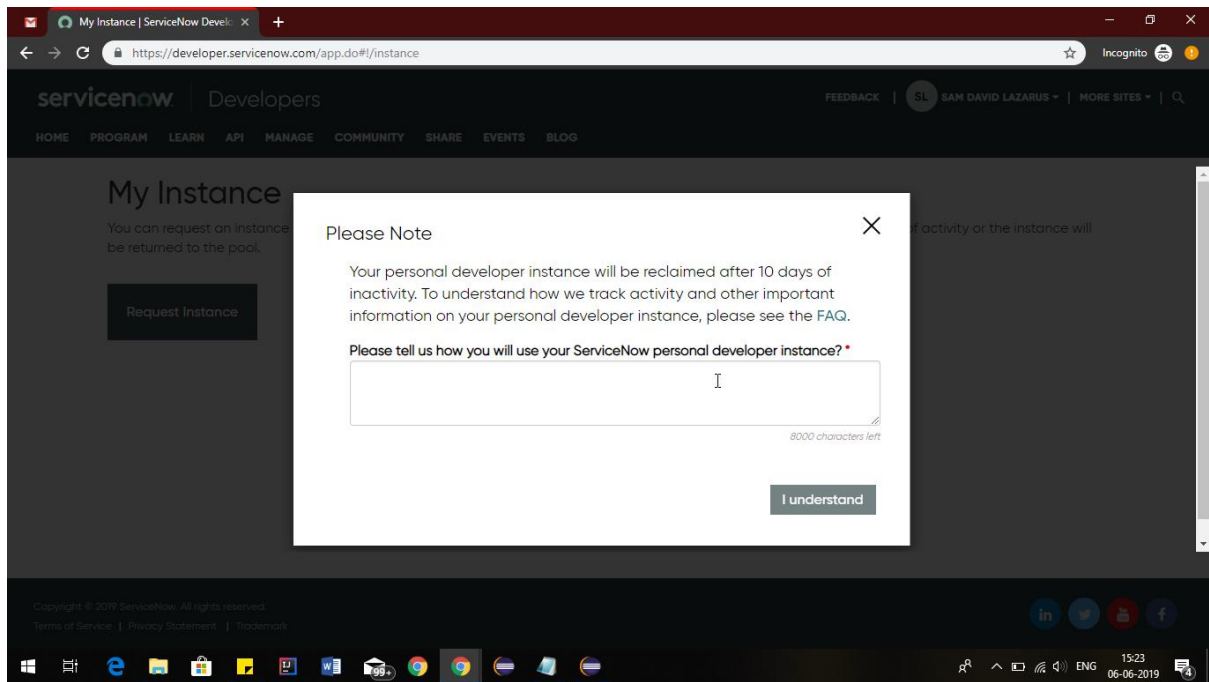 My Instance | ServiceNow Develo
https://developer.servicenow.com/app.do#!/instance
Incognito
servicenow Developers
FEEDBACK | SL SAM DAVID LAZARUS | MORE SITES |
HOME PROGRAM LEARN API MANAGE COMMUNITY SHARE EVENTS BLOG
My Instance
You can request an instance
of activity or the instance will
be returned to the pool.
Request Instance
Please Note
Your personal developer instance will be reclaimed after 10 days of
inactivity. To understand how we track activity and other important
information on your personal developer instance, please see the FAQ.
Please tell us how you will use your ServiceNow personal developer instance? *
8000 characters left
I understand
Copyright © 2019 ServiceNow. All rights reserved.
Terms of Service | Privacy Statement | Trademark
99+
ENG
15:23
06-06-2019
4